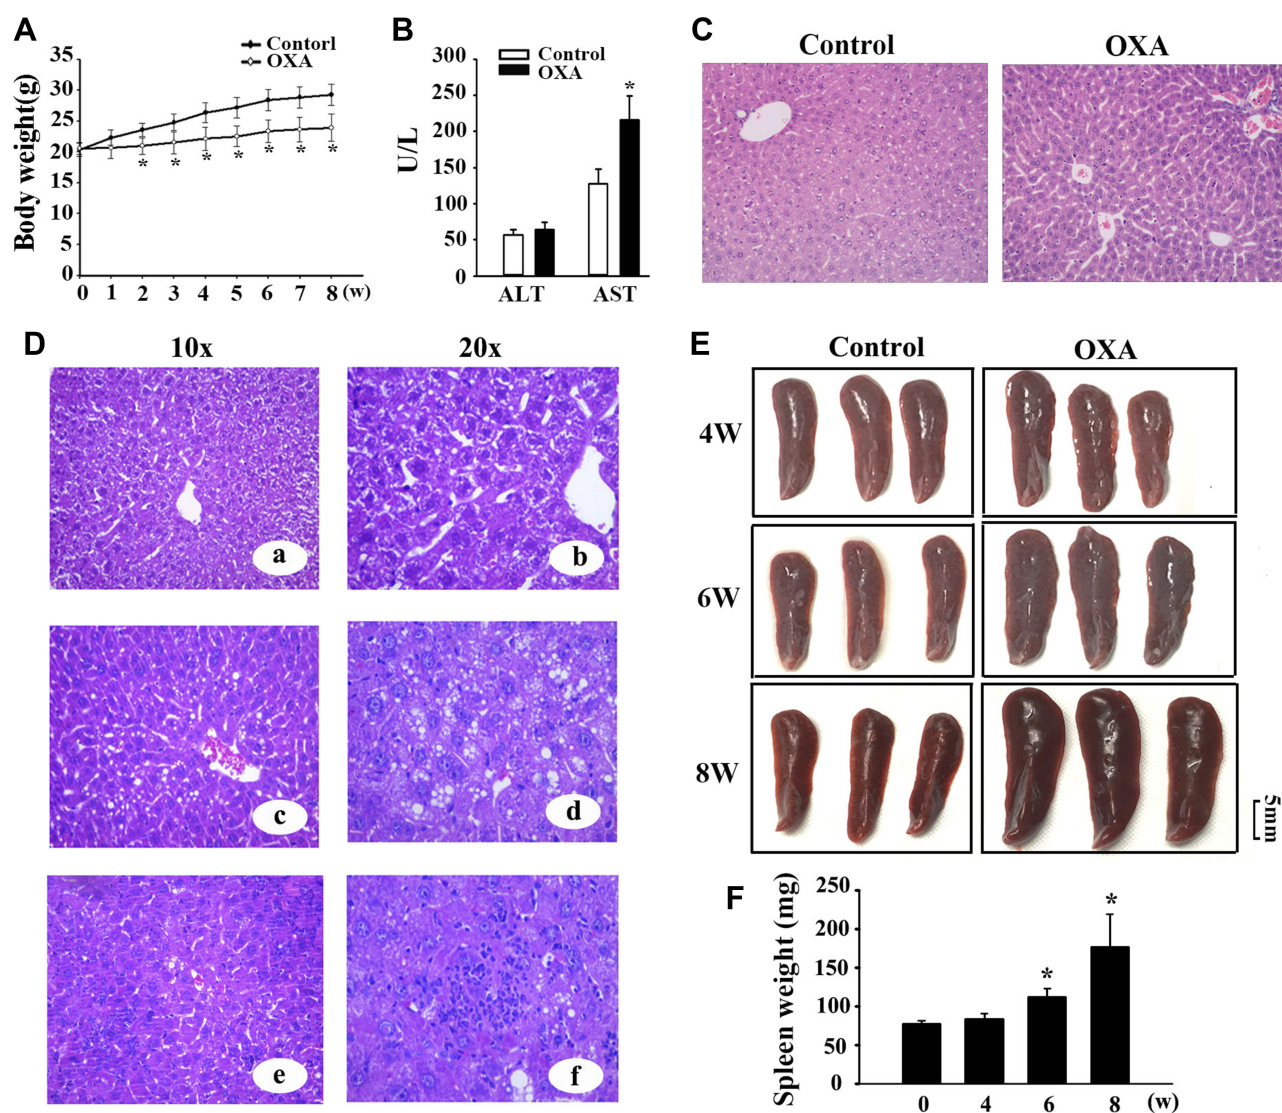 A
Contorl
OXA
Body weight(g)
35
30
25
20
15
10
5
0
* * * * * * *
0 1 2 3 4 5 6 7 8 (w)
B
Control
OXA
U/L
300
250
200
150
100
50
0
*
ALT AST
C
Control OXA
D
10x 20x
a b
c d
e f
E
Control OXA
4W
6W
8W
5mm
F
Spleen weight (mg)
250
200
150
100
50
0
* *
0 4 6 8 (w)